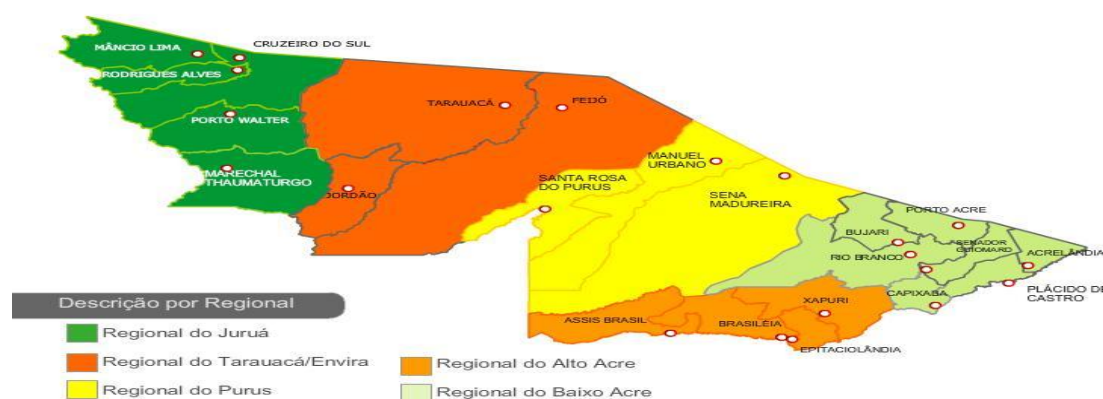 MÂNCIO LIMA
CRUZEIRO DO SUL
RODRIGUES ALVES
PORTO WALTER
MARECHAL
THAUMATURGO
TARAUACÁ
FEIJÓ
JORDÃO
SANTA ROSA
DO PURUS
MANUEL
URBANO
SENA
MADUREIRA
PORTO ACRE
BUJARI
SENADOR
GUIOMARD
RIO BRANCO
ACRELÂNDIA
PLÁCIDO DE
CASTRO
CAPIXABA
XAPURI
ASSIS BRASIL
BRASILÉIA
EPITACIOLÂNDIA
Descrição por Regional
Regional do Juruá
Regional do Tarauacá/Envira
Regional do Purus
Regional do Alto Acre
Regional do Baixo Acre